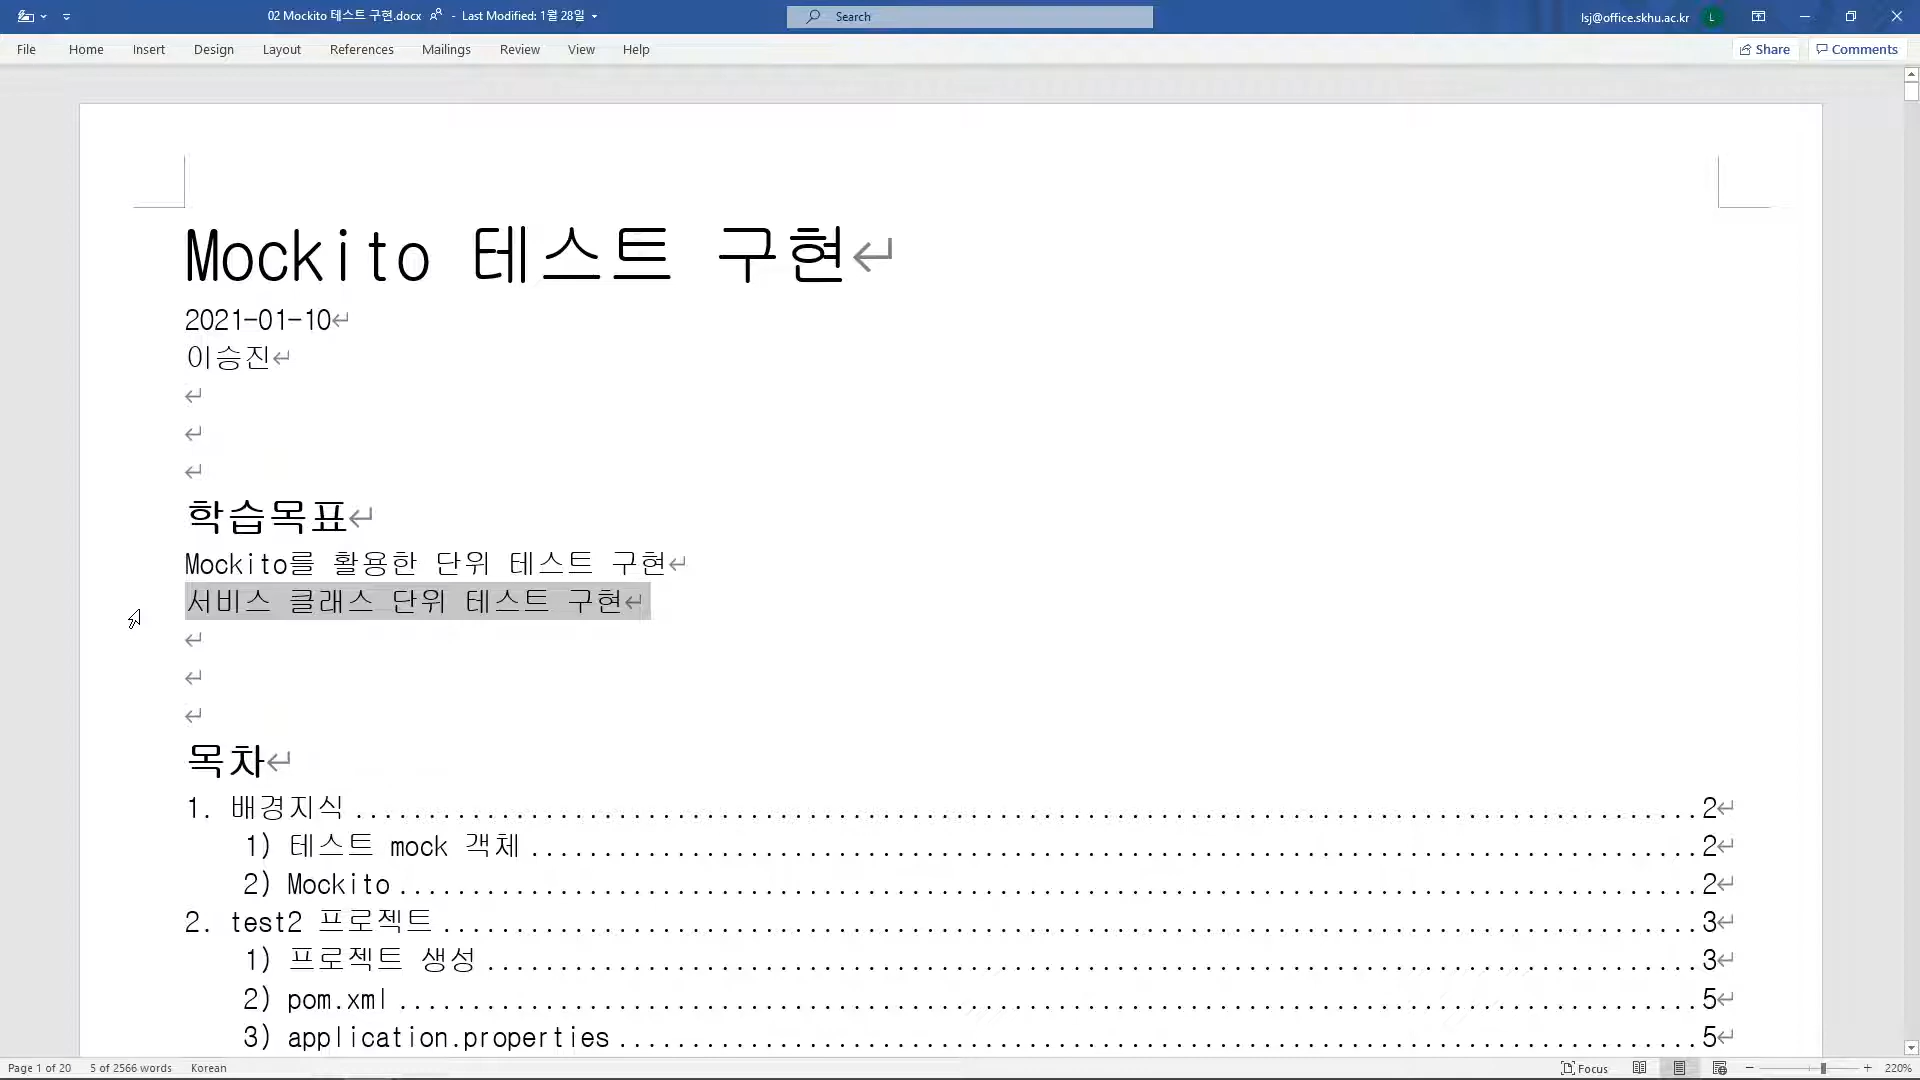 02 Mockito 테스트 구현.docx - Last Modified: 1월 28일
Search
lsj@office.skhu.ac.kr L
File Home Insert Design Layout References Mailings Review View Help Share Comments
Mockito 테스트 구현↵
2021-01-10↵
이승진↵
↵
↵
↵
학습목표↵
Mockito를 활용한 단위 테스트 구현↵
서비스 클래스 단위 테스트 구현↵
↵
↵
↵
목차↵
1. 배경지식 ........ 2↵
1) 테스트 mock 객체 ........ 2↵
2) Mockito ........ 2↵
2. test2 프로젝트 ........ 3↵
1) 프로젝트 생성 ........ 3↵
2) pom.xml ........ 5↵
3) application.properties ........ 5↵
Page 1 of 20 5 of 2566 words Korean Focus 220%